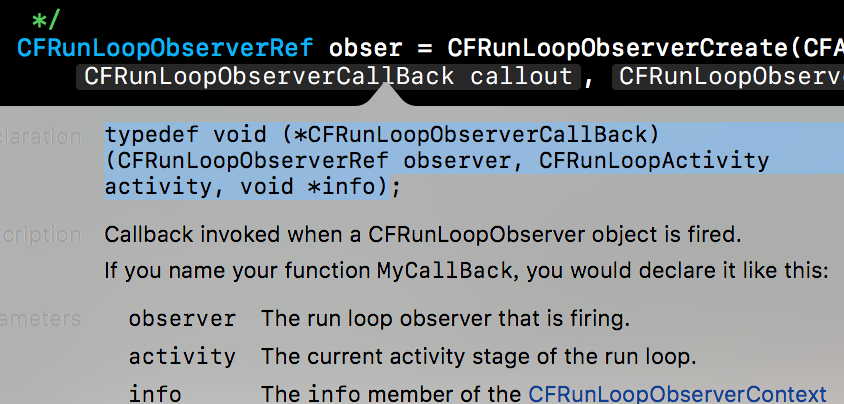 */
CFRunLoopObserverRef obser = CFRunLoopObserverCreate(CFA
CFRunLoopObserverCallBack callout, CFRunLoopObserve
laration typedef void (*CFRunLoopObserverCallBack)
(CFRunLoopObserverRef observer, CFRunLoopActivity
activity, void *info);
cription Callback invoked when a CFRunLoopObserver object is fired.
If you name your function MyCallBack, you would declare it like this:
ameters observer The run loop observer that is firing.
activity The current activity stage of the run loop.
info The info member of the CFRunLoopObserverContext